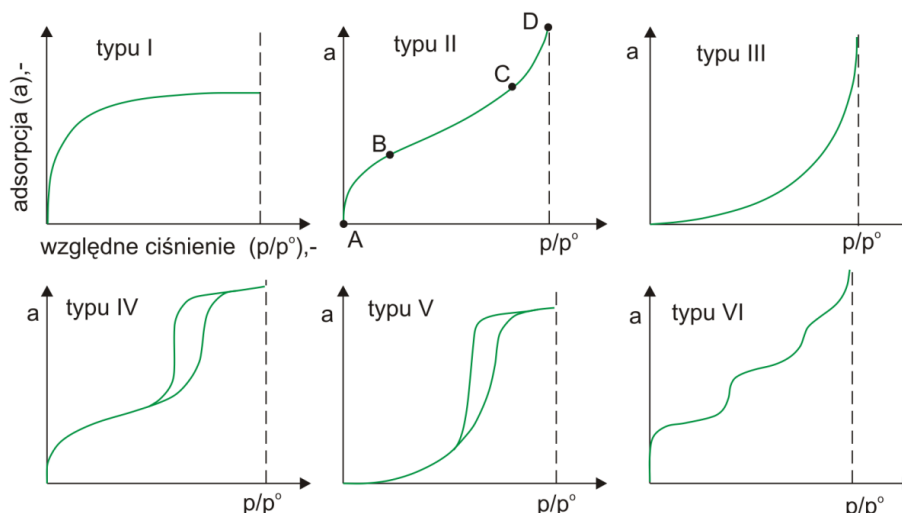 typu I
adsorpcja (a),-
względne ciśnienie (p/p°),-
typu II
a
A
B
C
D
p/p°
typu III
a
p/p°
typu IV
a
p/p°
typu V
a
p/p°
typu VI
a
p/p°